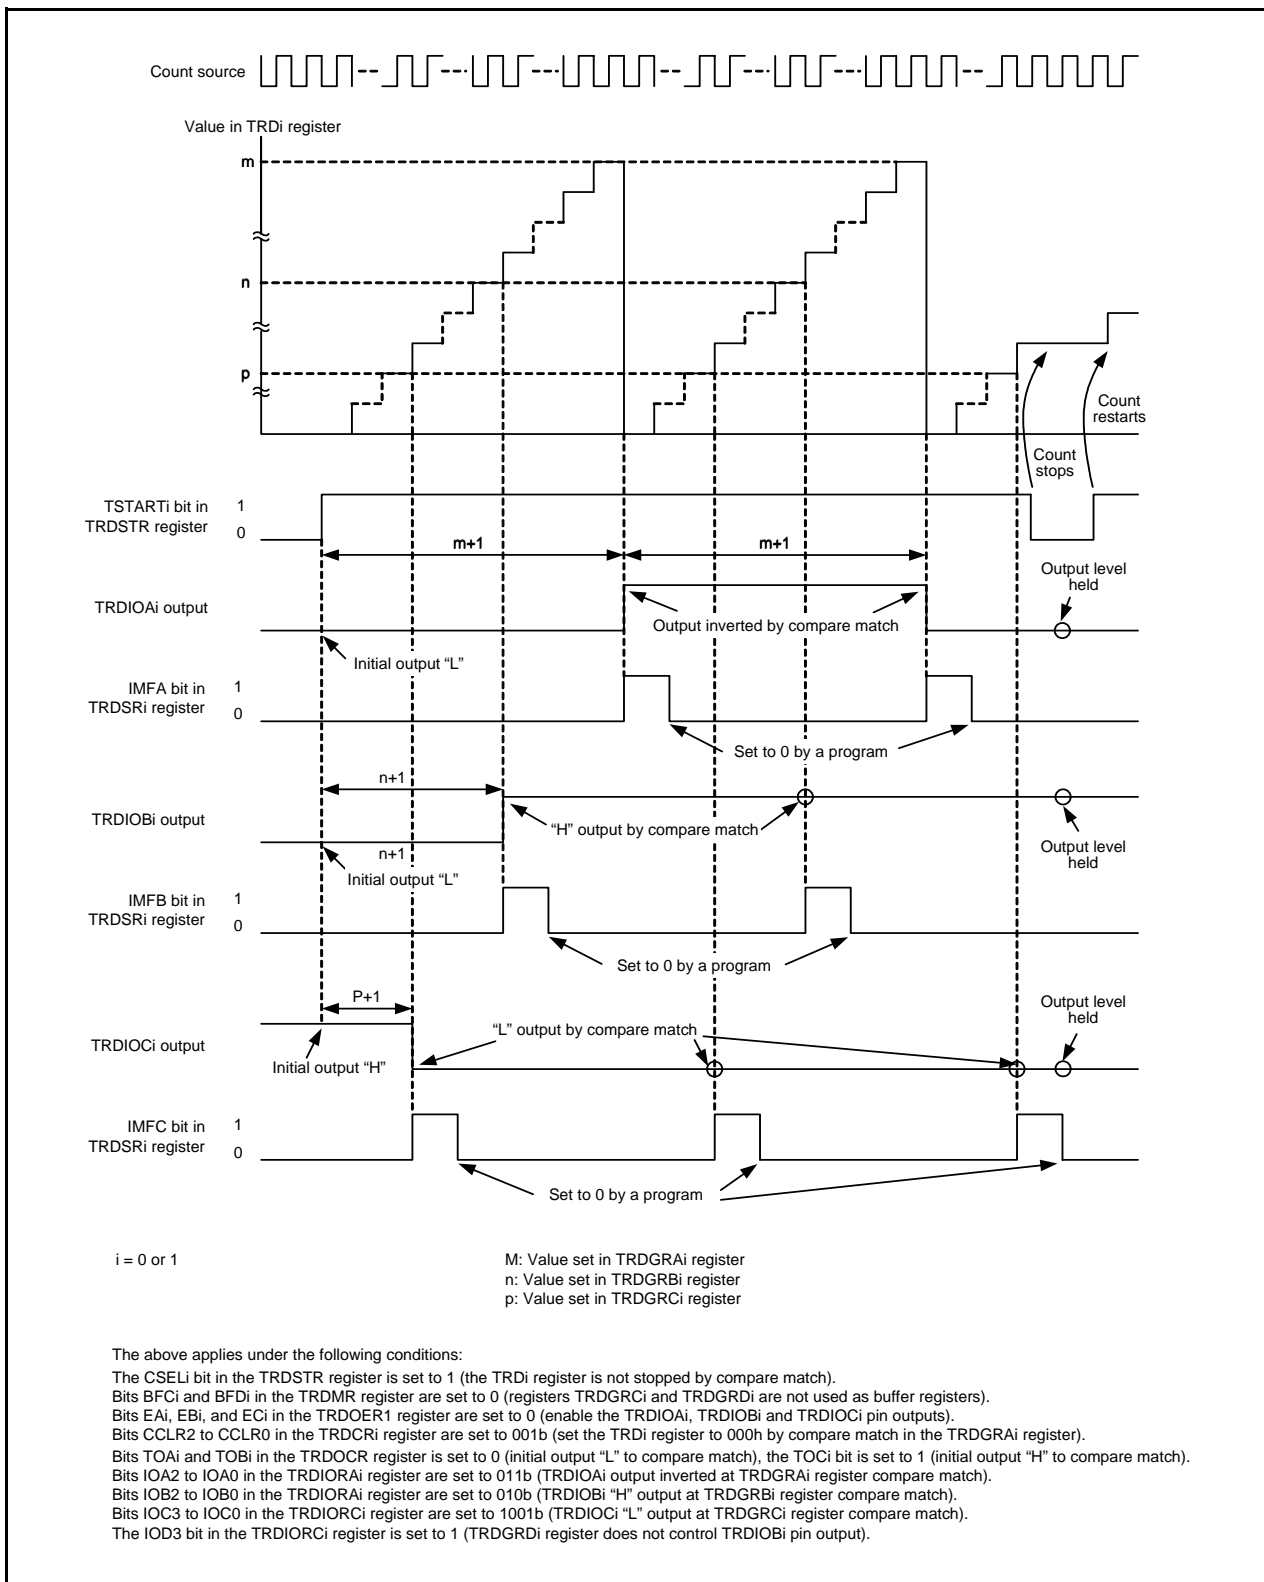 Count source
Value in TRDi register
m
n
p
Count
restarts
Count
stops
TSTARTi bit in
TRDSTR register
1
0
m+1
m+1
Output level
held
TRDIOAi output
Output inverted by compare match
Initial output “L”
IMFA bit in
TRDSRi register
1
0
Set to 0 by a program
n+1
TRDIOBi output
“H” output by compare match
n+1
Initial output “L”
Output level
held
IMFB bit in
TRDSRi register
1
0
Set to 0 by a program
P+1
Output level
held
“L” output by compare match
TRDIOCi output
Initial output “H”
IMFC bit in
TRDSRi register
1
0
Set to 0 by a program
i = 0 or 1
M: Value set in TRDGRAi register
n: Value set in TRDGRBi register
p: Value set in TRDGRCi register
The above applies under the following conditions:
The CSELi bit in the TRDSTR register is set to 1 (the TRDi register is not stopped by compare match).
Bits BFCi and BFDi in the TRDMR register are set to 0 (registers TRDGRCi and TRDGRDi are not used as buffer registers).
Bits EAi, EBi, and ECi in the TRDOER1 register are set to 0 (enable the TRDIOAi, TRDIOBi and TRDIOCi pin outputs).
Bits CCLR2 to CCLR0 in the TRDCRi register are set to 001b (set the TRDi register to 000h by compare match in the TRDGRAi register).
Bits TOAi and TOBi in the TRDOCR register is set to 0 (initial output “L” to compare match), the TOCi bit is set to 1 (initial output “H” to compare match).
Bits IOA2 to IOA0 in the TRDIORAi register are set to 011b (TRDIOAi output inverted at TRDGRAi register compare match).
Bits IOB2 to IOB0 in the TRDIORAi register are set to 010b (TRDIOBi “H” output at TRDGRBi register compare match).
Bits IOC3 to IOC0 in the TRDIORCi register are set to 1001b (TRDIOCi “L” output at TRDGRCi register compare match).
The IOD3 bit in the TRDIORCi register is set to 1 (TRDGRDi register does not control TRDIOBi pin output).